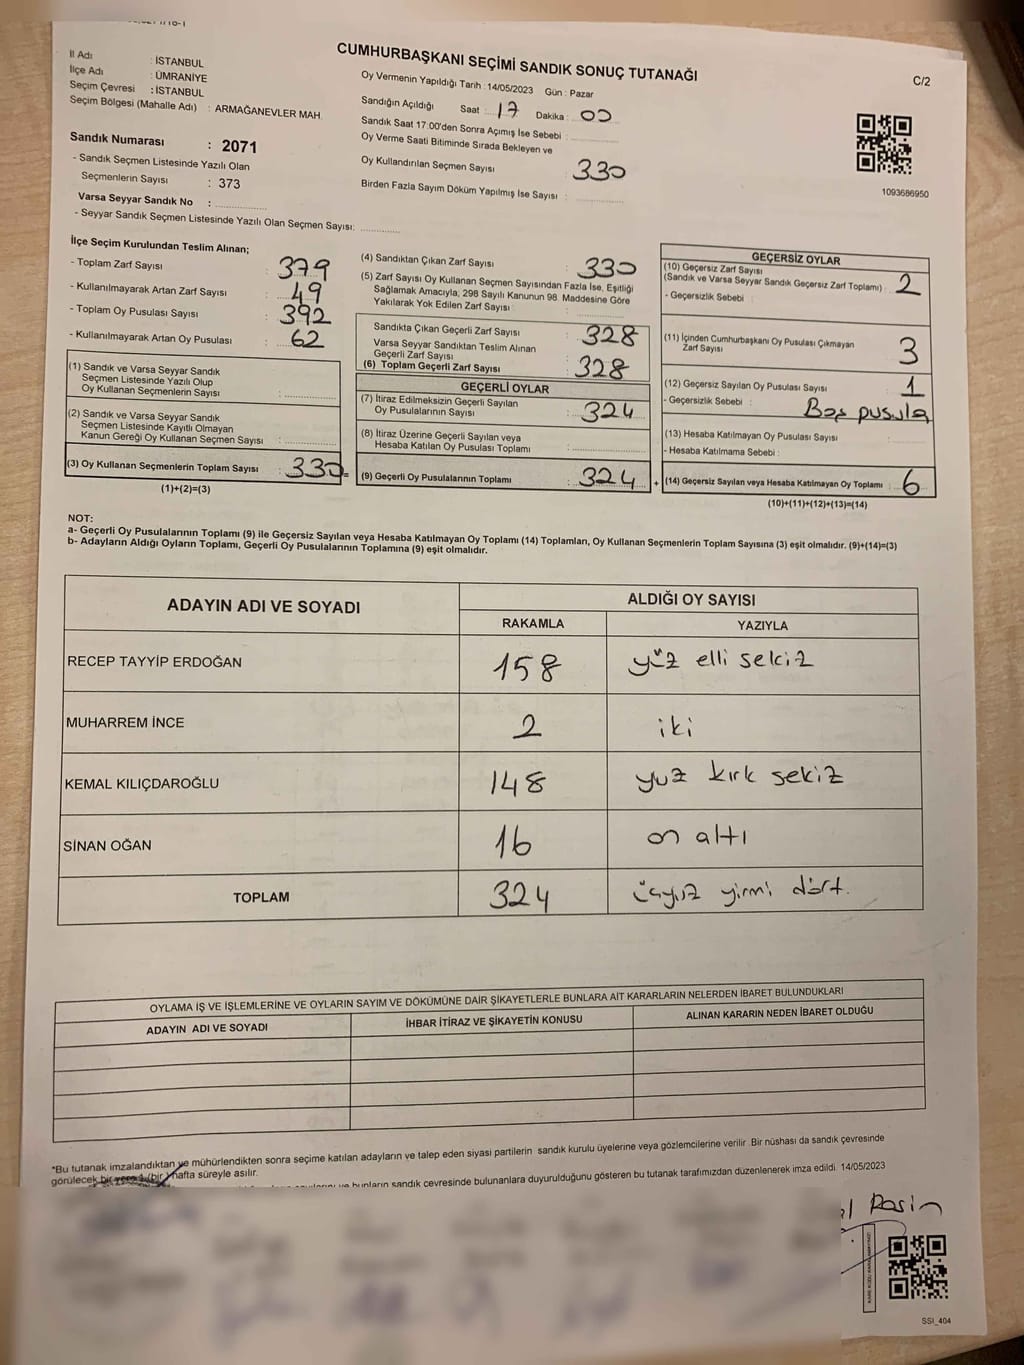 CUMHURBAŞKANI SEÇİMİ SANDIK SONUÇ TUTANAĞI
C/2
İl Adı : İSTANBUL
İlçe Adı : ÜMRANİYE
Seçim Çevresi : İSTANBUL
Seçim Bölgesi (Mahalle Adı) : ARMAĞANEVLER MAH.
Sandık Numarası : 2071
- Sandık Seçmen Listesinde Yazılı Olan
Seçmenlerin Sayısı : 373
Varsa Seyyar Sandık No :
- Seyyar Sandık Seçmen Listesinde Yazılı Olan Seçmen Sayısı:
Oy Vermenin Yapıldığı Tarih : 14/05/2023 Gün : Pazar
Sandığın Açıldığı Saat : 17 Dakika : 00
Sandık Saat 17:00'den Sonra Açımış İse Sebebi :
Oy Verme Saati Bitiminde Sırada Bekleyen ve
Oy Kullandırılan Seçmen Sayısı : 330
Birden Fazla Sayım Döküm Yapılmış İse Sayısı :
1093686950
İlçe Seçim Kurulundan Teslim Alınan;
- Toplam Zarf Sayısı : 379
- Kullanılmayarak Artan Zarf Sayısı : 49
- Toplam Oy Pusulası Sayısı : 392
- Kullanılmayarak Artan Oy Pusulası : 62
(1) Sandık ve Varsa Seyyar Sandık
Seçmen Listesinde Yazılı Olup
Oy Kullanan Seçmenlerin Sayısı :
(2) Sandık ve Varsa Seyyar Sandık
Seçmen Listesinde Kayıtlı Olmayan
Kanun Gereği Oy Kullanan Seçmen Sayısı :
(3) Oy Kullanan Seçmenlerin Toplam Sayısı : 330 =
(1)+(2)=(3)
(4) Sandıktan Çıkan Zarf Sayısı : 330
(5) Zarf Sayısı Oy Kullanan Seçmen Sayısından Fazla İse, Eşitliği
Sağlamak Amacıyla; 298 Sayılı Kanunun 98. Maddesine Göre
Yakılarak Yok Edilen Zarf Sayısı :
Sandıkta Çıkan Geçerli Zarf Sayısı : 328
Varsa Seyyar Sandıktan Teslim Alınan
Geçerli Zarf Sayısı :
(6) Toplam Geçerli Zarf Sayısı : 328
GEÇERLİ OYLAR
(7) İtiraz Edilmeksizin Geçerli Sayılan
Oy Pusulalarının Sayısı : 324
(8) İtiraz Üzerine Geçerli Sayılan veya
Hesaba Katılan Oy Pusulası Toplamı :
(9) Geçerli Oy Pusulalarının Toplamı : 324 +
GEÇERSİZ OYLAR
(10) Geçersiz Zarf Sayısı
(Sandık ve Varsa Seyyar Sandık Geçersiz Zarf Toplamı) : 2
- Geçersizlik Sebebi :
(11) İçinden Cumhurbaşkanı Oy Pusulası Çıkmayan
Zarf Sayısı : 3
(12) Geçersiz Sayılan Oy Pusulası Sayısı : 1
- Geçersizlik Sebebi : Boş pusula
(13) Hesaba Katılmayan Oy Pusulası Sayısı :
- Hesaba Katılmama Sebebi :
(14) Geçersiz Sayılan veya Hesaba Katılmayan Oy Toplamı : 6
(10)+(11)+(12)+(13)=(14)
NOT:
a- Geçerli Oy Pusulalarının Toplamı (9) ile Geçersiz Sayılan veya Hesaba Katılmayan Oy Toplamı (14) Toplamları, Oy Kullanan Seçmenlerin Toplam Sayısına (3) eşit olmalıdır. (9)+(14)=(3)
b- Adayların Aldığı Oyların Toplamı, Geçerli Oy Pusulalarının Toplamına (9) eşit olmalıdır.
ADAYIN ADI VE SOYADI
ALDIĞI OY SAYISI
RAKAMLA YAZIYLA
RECEP TAYYİP ERDOĞAN 158 yüz elli sekiz
MUHARREM İNCE 2 iki
KEMAL KILIÇDAROĞLU 148 yuz kırk sekiz
SİNAN OĞAN 16 on altı
TOPLAM 324 üçyüz yirmi dört.
OYLAMA İŞ VE İŞLEMLERİNE VE OYLARIN SAYIM VE DÖKÜMÜNE DAİR ŞİKAYETLERLE BUNLARA AİT KARARLARIN NELERDEN İBARET BULUNDUKLARI
ADAYIN ADI VE SOYADI İHBAR İTİRAZ VE ŞİKAYETİN KONUSU ALINAN KARARIN NEDEN İBARET OLDUĞU
*Bu tutanak imzalandıktan ve mühürlendikten sonra seçime katılan adayların ve talep eden siyasi partilerin sandık kurulu üyelerine veya gözlemcilerine verilir. Bir nüshası da sandık çevresinde
görülecek bir yere 1 (bir) hafta süreyle asılır.
ve bunların sandık çevresinde bulunanlara duyurulduğunu gösteren bu tutanak tarafımızdan düzenlenerek imza edildi. 14/05/2023
SSI_404